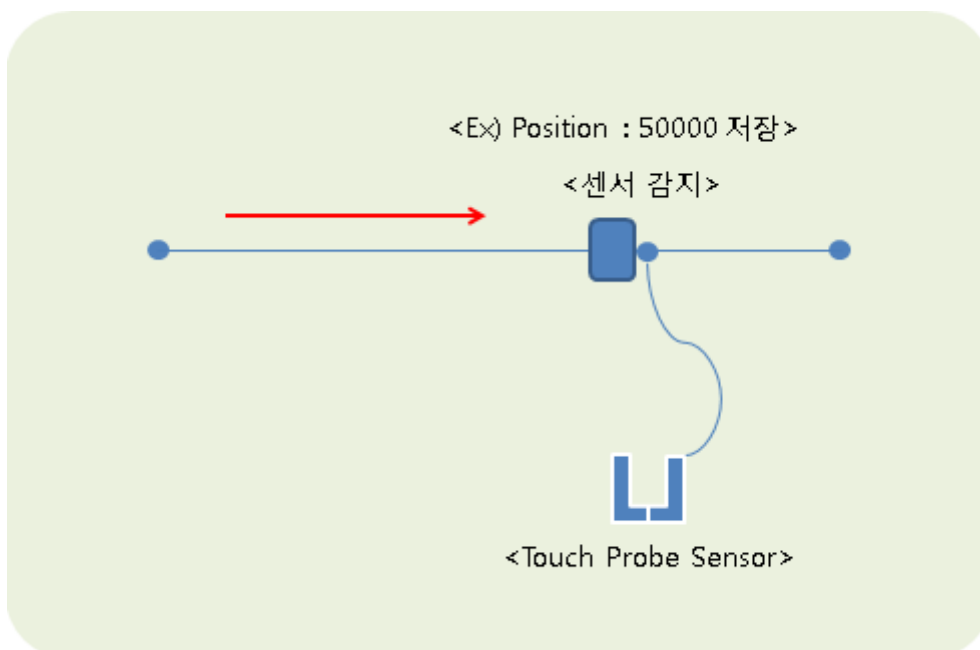 <Ex) Position : 50000 저장>
<센서 감지>
<Touch Probe Sensor>